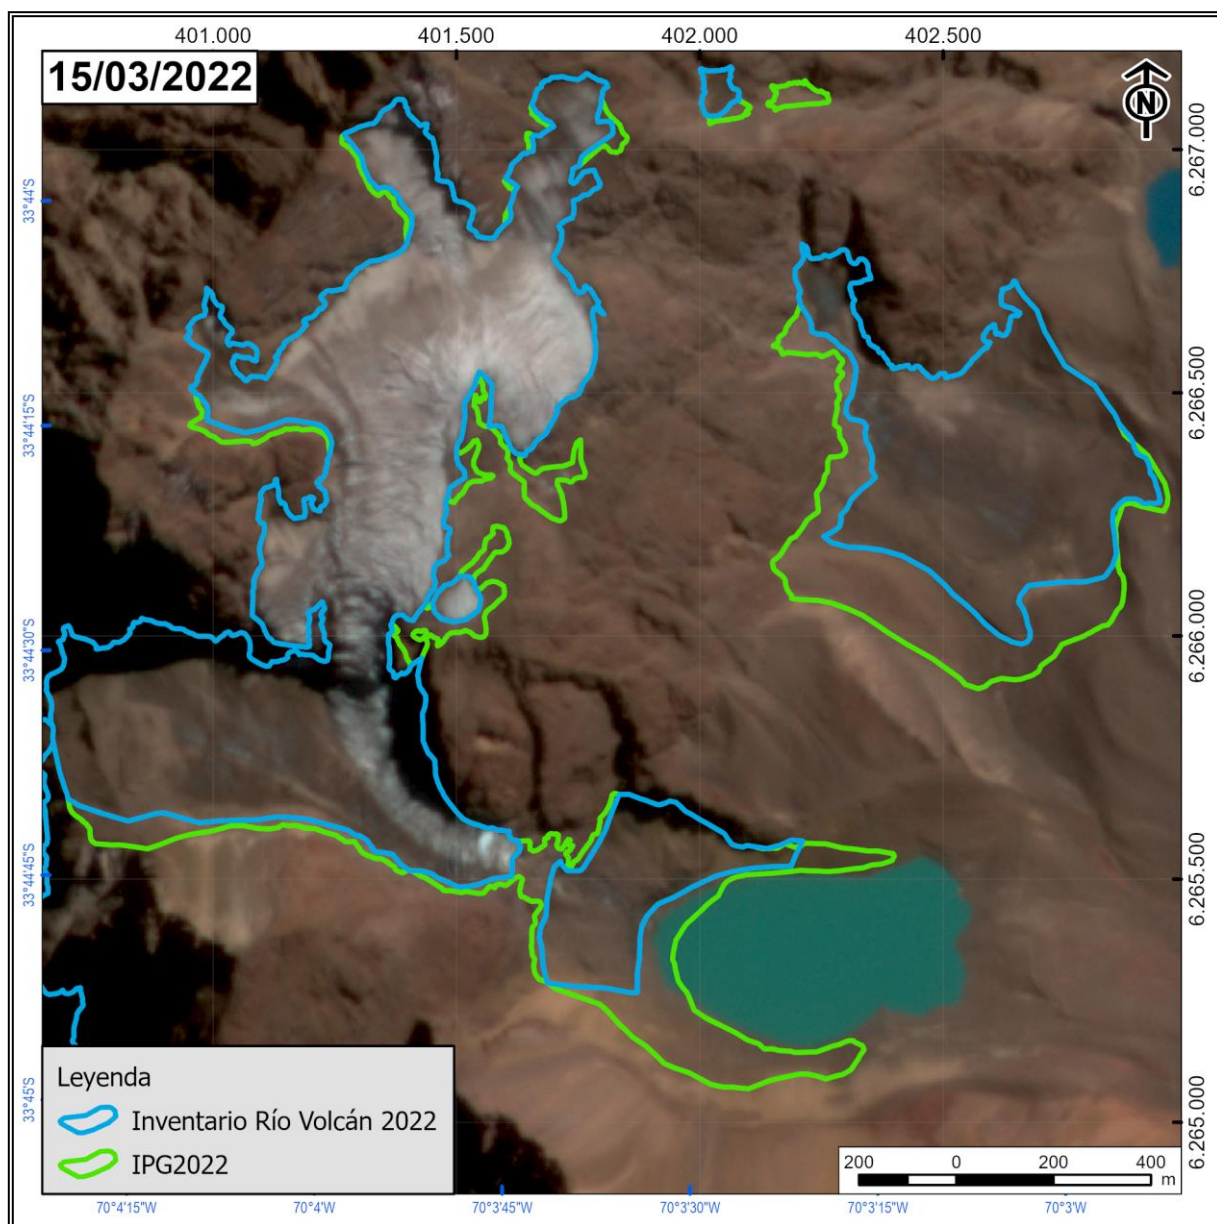 401.000 401.500 402.000 402.500
15/03/2022
N
6.267.000
33°44'S
6.266.500
33°44'15"S
6.266.000
33°44'30"S
6.265.500
33°44'45"S
6.265.000
33°45'S
Leyenda
Inventario Río Volcán 2022
IPG2022
200 0 200 400
m
70°4'15"W 70°4'W 70°3'45"W 70°3'30"W 70°3'15"W 70°3'W